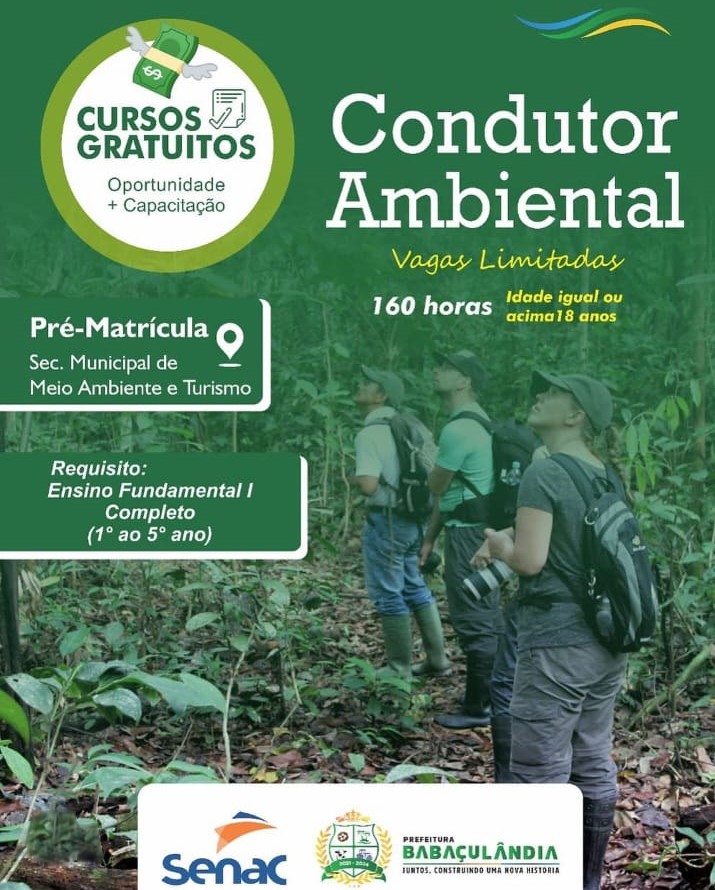 CURSOS
GRATUITOS
Oportunidade
+ Capacitação
Condutor
Ambiental
Vagas Limitadas
160 horas
Idade igual ou
acima18 anos
Pré-Matrícula
Sec. Municipal de
Meio Ambiente e Turismo
Requisito:
Ensino Fundamental I
Completo
(1° ao 5° ano)
Senac
2021 - 2024
PREFEITURA
BABAÇULÂNDIA
JUNTOS, CONSTRUINDO UMA NOVA HISTÓRIA